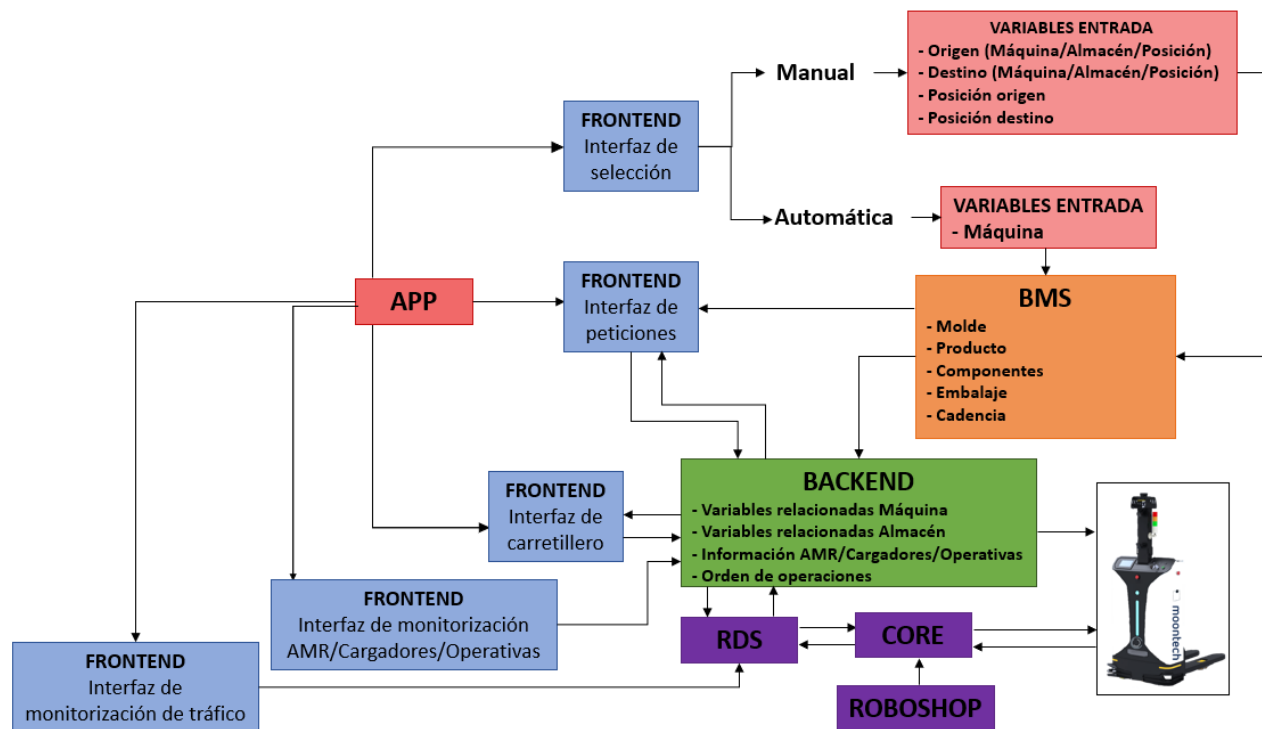 VARIABLES ENTRADA
- Origen (Máquina/Almacén/Posición)
- Destino (Máquina/Almacén/Posición)
- Posición origen
- Posición destino
Manual
FRONTEND
Interfaz de
selección
Automática
VARIABLES ENTRADA
- Máquina
APP
FRONTEND
Interfaz de
peticiones
BMS
- Molde
- Producto
- Componentes
- Embalaje
- Cadencia
BACKEND
- Variables relacionadas Máquina
- Variables relacionadas Almacén
- Información AMR/Cargadores/Operativas
- Orden de operaciones
FRONTEND
Interfaz de
carretillero
FRONTEND
Interfaz de monitorización
AMR/Cargadores/Operativas
FRONTEND
Interfaz de
monitorización de tráfico
RDS
CORE
ROBOSHOP
moontech